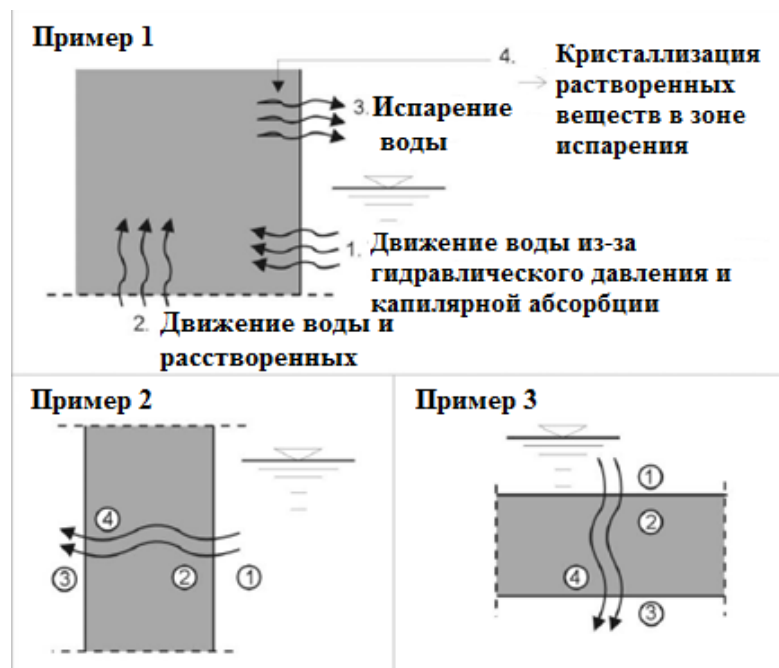 Пример 1
4. Кристаллизация
растворенных
веществ в зоне
испарения
3. Испарение
воды
1. Движение воды из-за
гидравлического давления и
капилярной абсорбции
2. Движение воды и
расстворенных
Пример 2
4
3
2
1
Пример 3
1
2
4
3